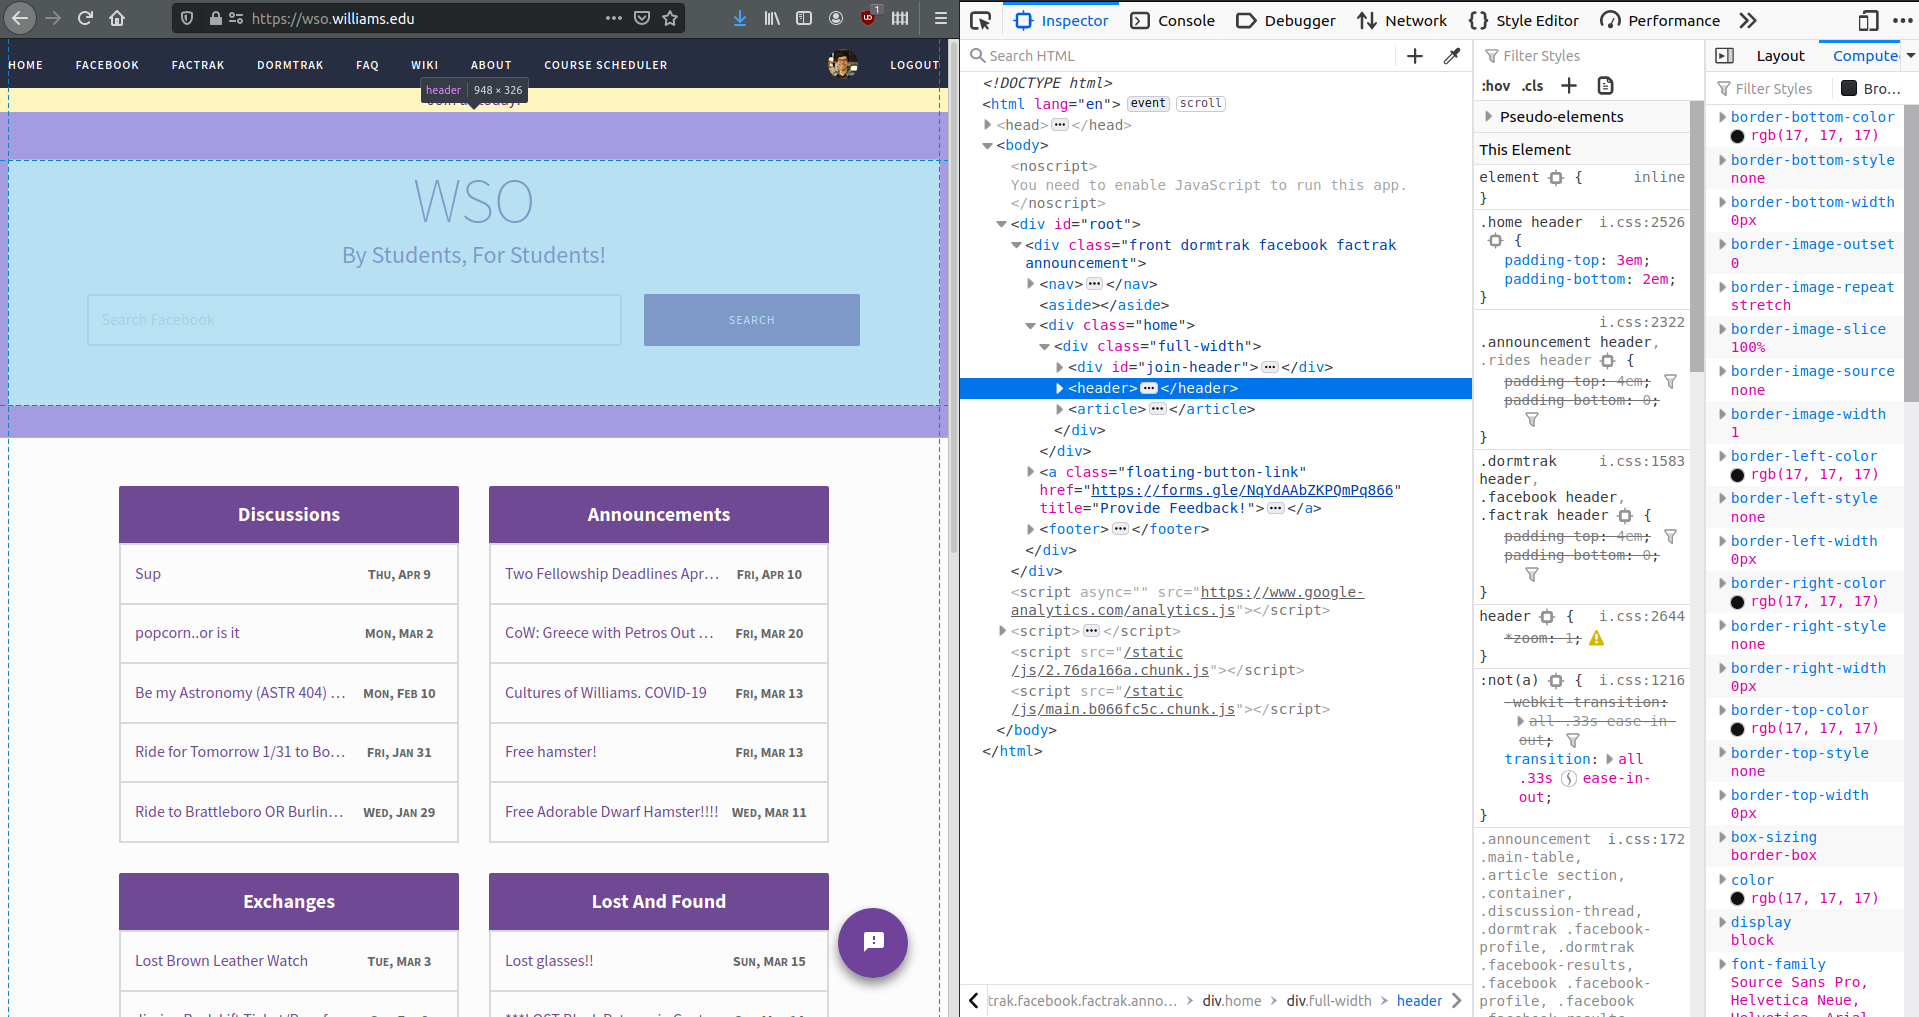 https://wso.williams.edu
1
HOME FACEBOOK FACTRAK DORMTRAK FAQ WIKI ABOUT COURSE SCHEDULER LOGOUT
header 948 × 326
WSO
By Students, For Students!
Search Facebook SEARCH
Discussions
Sup THU, APR 9
popcorn..or is it MON, MAR 2
Be my Astronomy (ASTR 404) … MON, FEB 10
Ride for Tomorrow 1/31 to Bo… FRI, JAN 31
Ride to Brattleboro OR Burlin… WED, JAN 29
Announcements
Two Fellowship Deadlines Apr… FRI, APR 10
CoW: Greece with Petros Out … FRI, MAR 20
Cultures of Williams. COVID-19 FRI, MAR 13
Free hamster! FRI, MAR 13
Free Adorable Dwarf Hamster!!!! WED, MAR 11
Exchanges
Lost Brown Leather Watch TUE, MAR 3
Lost And Found
Lost glasses!! SUN, MAR 15
Inspector Console Debugger Network Style Editor Performance
Search HTML
<!DOCTYPE html>
<html lang="en"> event scroll
<head> ••• </head>
<body>
<noscript>
You need to enable JavaScript to run this app.
</noscript>
<div id="root">
<div class="front dormtrak facebook factrak
announcement">
<nav> ••• </nav>
<aside></aside>
<div class="home">
<div class="full-width">
<div id="join-header"> ••• </div>
<header> ••• </header>
<article> ••• </article>
</div>
</div>
<a class="floating-button-link"
href="https://forms.gle/NqYdAAbZKPQmPq866"
title="Provide Feedback!"> ••• </a>
<footer> ••• </footer>
</div>
</div>
<script async="" src="https://www.google-
analytics.com/analytics.js"></script>
<script> ••• </script>
<script src="/static
/js/2.76da166a.chunk.js"></script>
<script src="/static
/js/main.b066fc5c.chunk.js"></script>
</body>
</html>
trak.facebook.factrak.anno… > div.home > div.full-width > header
Filter Styles
:hov .cls
Pseudo-elements
This Element
element { inline
}
.home header i.css:2526
{
padding-top: 3em;
padding-bottom: 2em;
}
i.css:2322
.announcement header,
.rides header {
padding-top: 4em;
padding-bottom: 0;
}
.dormtrak i.css:1583
header,
.facebook header,
.factrak header {
padding-top: 4em;
padding-bottom: 0;
}
header { i.css:2644
*zoom: 1;
}
:not(a) { i.css:1216
-webkit-transition:
all .33s ease-in-
out;
transition: all
.33s ease-in-
out;
}
.announcement i.css:172
.main-table,
.article section,
.container,
.discussion-thread,
.dormtrak .facebook-
profile, .dormtrak
.facebook-results,
.facebook .facebook-
profile, .facebook
Layout Compute
Filter Styles Bro…
border-bottom-color
rgb(17, 17, 17)
border-bottom-style
none
border-bottom-width
0px
border-image-outset
0
border-image-repeat
stretch
border-image-slice
100%
border-image-source
none
border-image-width
1
border-left-color
rgb(17, 17, 17)
border-left-style
none
border-left-width
0px
border-right-color
rgb(17, 17, 17)
border-right-style
none
border-right-width
0px
border-top-color
rgb(17, 17, 17)
border-top-style
none
border-top-width
0px
box-sizing
border-box
color
rgb(17, 17, 17)
display
block
font-family
Source Sans Pro,
Helvetica Neue,